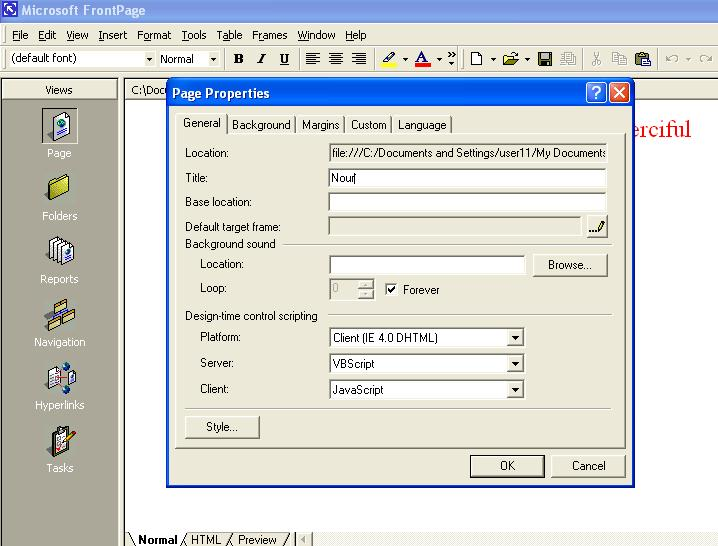 Microsoft FrontPage
File Edit View Insert Format Tools Table Frames Window Help
(default font) Normal B I U A
Views C:\Docu
Page Properties
General Background Margins Custom Language
erciful
Page
Location: file:///C:/Documents and Settings/user11/My Documents
Title: Nour
Base location:
Folders
Default target frame:
Background sound
Location: Browse...
Reports
Loop: 0 Forever
Design-time control scripting
Platform: Client (IE 4.0 DHTML)
Navigation
Server: VBScript
Client: JavaScript
Hyperlinks
Style...
Tasks
OK Cancel
Normal HTML Preview